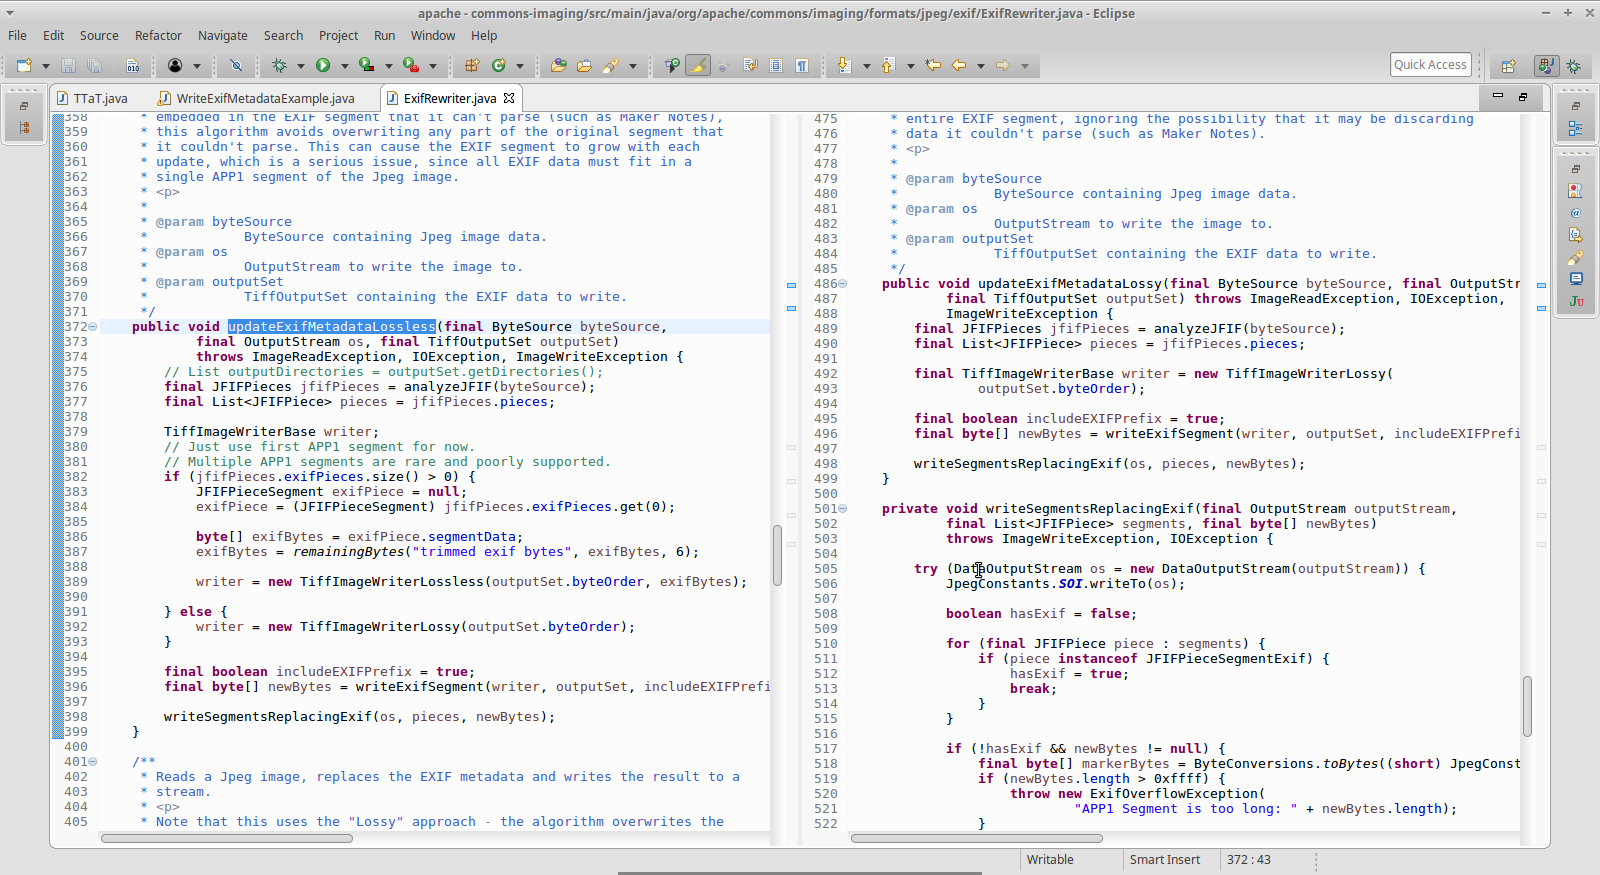 apache - commons-imaging/src/main/java/org/apache/commons/imaging/formats/jpeg/exif/ExifRewriter.java - Eclipse
File Edit Source Refactor Navigate Search Project Run Window Help
010
Quick Access
TTaT.java WriteExifMetadataExample.java ExifRewriter.java
358 * embedded in the EXIF segment that it can't parse (such as Maker Notes),
359 * this algorithm avoids overwriting any part of the original segment that
360 * it couldn't parse. This can cause the EXIF segment to grow with each
361 * update, which is a serious issue, since all EXIF data must fit in a
362 * single APP1 segment of the Jpeg image.
363 * <p>
364 *
365 * @param byteSource
366 * ByteSource containing Jpeg image data.
367 * @param os
368 * OutputStream to write the image to.
369 * @param outputSet
370 * TiffOutputSet containing the EXIF data to write.
371 */
372 public void updateExifMetadataLossless(final ByteSource byteSource,
373 final OutputStream os, final TiffOutputSet outputSet)
374 throws ImageReadException, IOException, ImageWriteException {
375 // List outputDirectories = outputSet.getDirectories();
376 final JFIFPieces jfifPieces = analyzeJFIF(byteSource);
377 final List<JFIFPiece> pieces = jfifPieces.pieces;
378
379 TiffImageWriterBase writer;
380 // Just use first APP1 segment for now.
381 // Multiple APP1 segments are rare and poorly supported.
382 if (jfifPieces.exifPieces.size() > 0) {
383 JFIFPieceSegment exifPiece = null;
384 exifPiece = (JFIFPieceSegment) jfifPieces.exifPieces.get(0);
385
386 byte[] exifBytes = exifPiece.segmentData;
387 exifBytes = remainingBytes("trimmed exif bytes", exifBytes, 6);
388
389 writer = new TiffImageWriterLossless(outputSet.byteOrder, exifBytes);
390
391 } else {
392 writer = new TiffImageWriterLossy(outputSet.byteOrder);
393 }
394
395 final boolean includeEXIFPrefix = true;
396 final byte[] newBytes = writeExifSegment(writer, outputSet, includeEXIFPrefi
397
398 writeSegmentsReplacingExif(os, pieces, newBytes);
399 }
400
401 /**
402 * Reads a Jpeg image, replaces the EXIF metadata and writes the result to a
403 * stream.
404 * <p>
405 * Note that this uses the "Lossy" approach - the algorithm overwrites the
475 * entire EXIF segment, ignoring the possibility that it may be discarding
476 * data it couldn't parse (such as Maker Notes).
477 * <p>
478 *
479 * @param byteSource
480 * ByteSource containing Jpeg image data.
481 * @param os
482 * OutputStream to write the image to.
483 * @param outputSet
484 * TiffOutputSet containing the EXIF data to write.
485 */
486 public void updateExifMetadataLossy(final ByteSource byteSource, final OutputStr
487 final TiffOutputSet outputSet) throws ImageReadException, IOException,
488 ImageWriteException {
489 final JFIFPieces jfifPieces = analyzeJFIF(byteSource);
490 final List<JFIFPiece> pieces = jfifPieces.pieces;
491
492 final TiffImageWriterBase writer = new TiffImageWriterLossy(
493 outputSet.byteOrder);
494
495 final boolean includeEXIFPrefix = true;
496 final byte[] newBytes = writeExifSegment(writer, outputSet, includeEXIFPrefi
497
498 writeSegmentsReplacingExif(os, pieces, newBytes);
499 }
500
501 private void writeSegmentsReplacingExif(final OutputStream outputStream,
502 final List<JFIFPiece> segments, final byte[] newBytes)
503 throws ImageWriteException, IOException {
504
505 try (DataOutputStream os = new DataOutputStream(outputStream)) {
506 JpegConstants.SOI.writeTo(os);
507
508 boolean hasExif = false;
509
510 for (final JFIFPiece piece : segments) {
511 if (piece instanceof JFIFPieceSegmentExif) {
512 hasExif = true;
513 break;
514 }
515 }
516
517 if (!hasExif && newBytes != null) {
518 final byte[] markerBytes = ByteConversions.toBytes((short) JpegConst
519 if (newBytes.length > 0xffff) {
520 throw new ExifOverflowException(
521 "APP1 Segment is too long: " + newBytes.length);
522 }
Writable Smart Insert 372 : 43